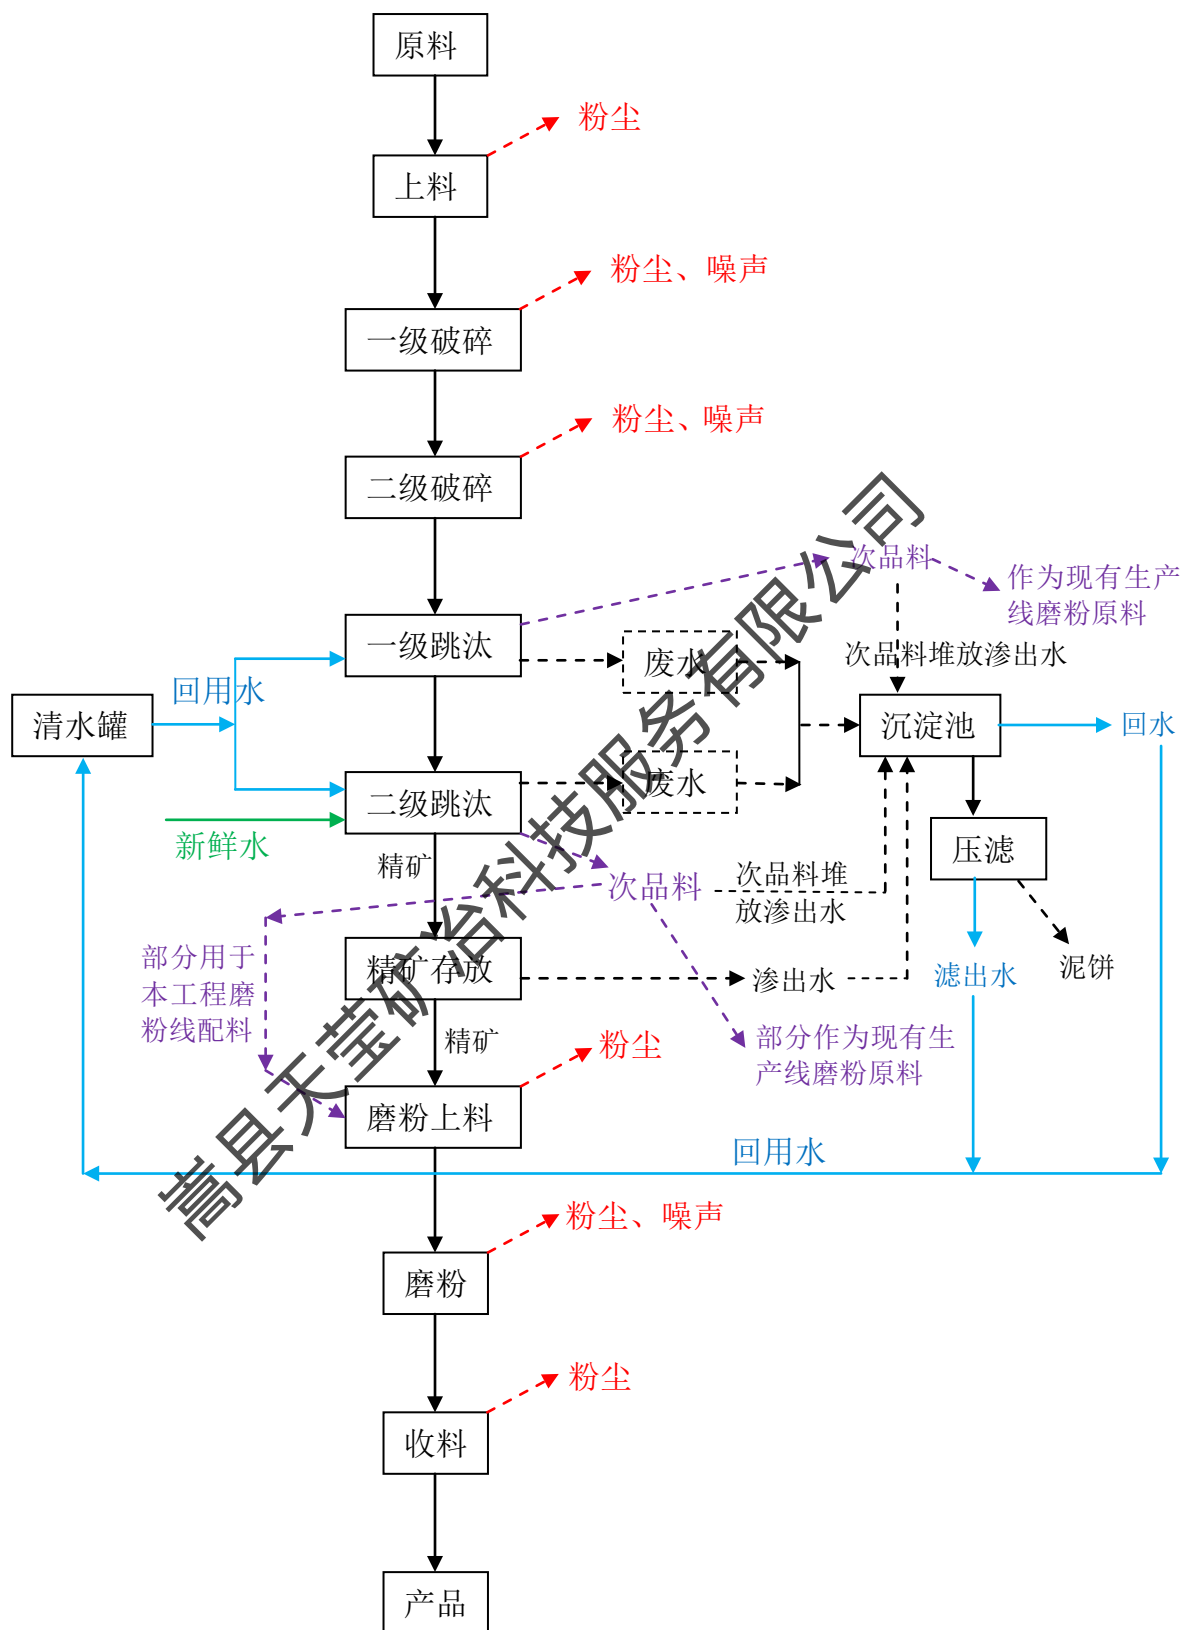 原料
粉尘
上料
粉尘、噪声
一级破碎
粉尘、噪声
二级破碎
次品料
作为现有生产
线磨粉原料
一级跳汰
废水
次品料堆放渗出水
回用水
清水罐
沉淀池
回水
二级跳汰
废水
新鲜水
压滤
精矿
次品料
次品料堆
放渗出水
部分用于
本工程磨
粉线配料
精矿存放
渗出水
滤出水
泥饼
精矿
粉尘
部分作为现有生
产线磨粉原料
磨粉上料
回用水
粉尘、噪声
磨粉
粉尘
收料
产品
嵩县天莹矿冶科技服务有限公司